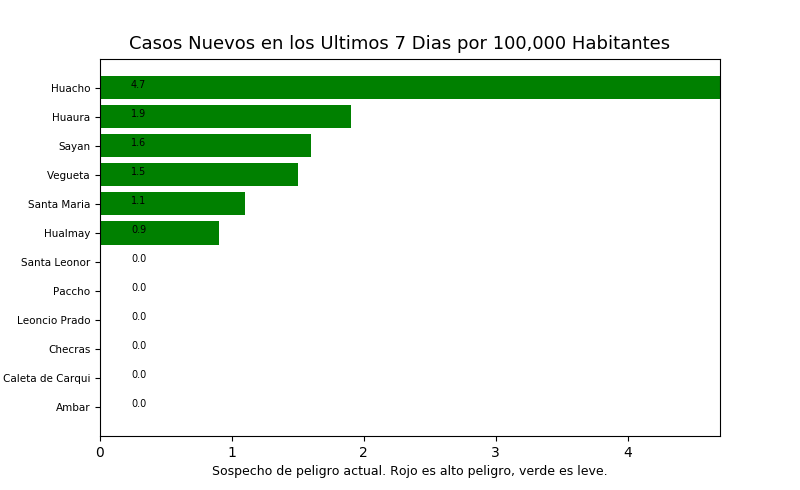 Casos Nuevos en los Ultimos 7 Dias por 100,000 Habitantes
Huacho 4.7
Huaura 1.9
Sayan 1.6
Vegueta 1.5
Santa Maria 1.1
Hualmay 0.9
Santa Leonor 0.0
Paccho 0.0
Leoncio Prado 0.0
Checras 0.0
Caleta de Carqui 0.0
Ambar 0.0
0 1 2 3 4
Sospecho de peligro actual. Rojo es alto peligro, verde es leve.